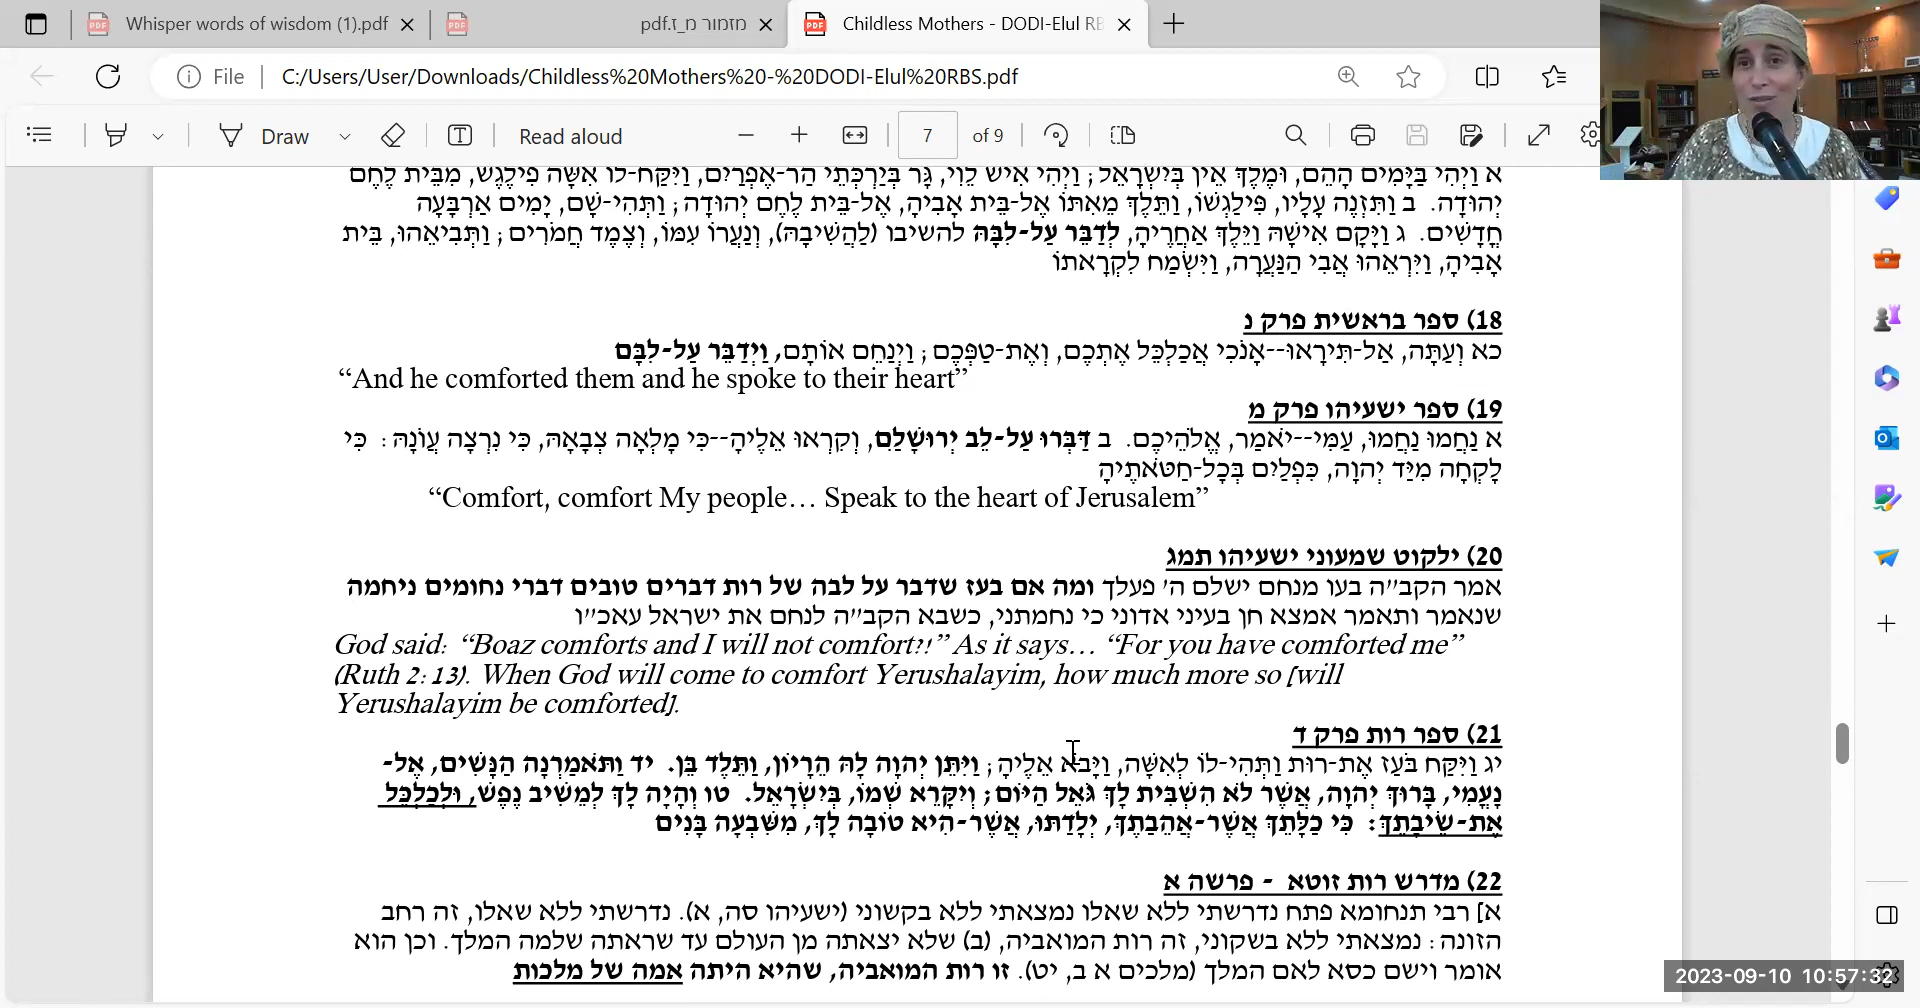 Whisper words of wisdom (1).pdf
מזמור מ_ז.pdf
Childless Mothers - DODI-Elul RB
File
C:/Users/User/Downloads/Childless%20Mothers%20-%20DODI-Elul%20RBS.pdf
Draw
Read aloud
7
of 9
א וַיְהִי בַּיָּמִים הָהֵם, וּמֶלֶךְ אֵין בְּיִשְׂרָאֵל; וַיְהִי אִישׁ לֵוִי, גָּר בְּיַרְכְּתֵי הַר-אֶפְרַיִם, וַיִּקַּח-לוֹ אִשָּׁה פִילֶגֶשׁ, מִבֵּית לֶחֶם
יְהוּדָה. ב וַתִּזְנֶה עָלָיו, פִּילַגְשׁוֹ, וַתֵּלֶךְ מֵאִתּוֹ אֶל-בֵּית אָבִיהָ, אֶל-בֵּית לֶחֶם יְהוּדָה; וַתְּהִי-שָׁם, יָמִים אַרְבָּעָה
חֳדָשִׁים. ג וַיָּקָם אִישָׁהּ וַיֵּלֶךְ אַחֲרֶיהָ, לְדַבֵּר עַל-לִבָּהּ להשיבו (לַהֲשִׁיבָהּ), וְנַעֲרוֹ עִמּוֹ, וְצֶמֶד חֲמֹרִים; וַתְּבִיאֵהוּ, בֵּית
אָבִיהָ, וַיִּרְאֵהוּ אֲבִי הַנַּעֲרָה, וַיִּשְׂמַח לִקְרָאתוֹ
18) ספר בראשית פרק נ
כא וְעַתָּה, אַל-תִּירָאוּ--אָנֹכִי אֲכַלְכֵּל אֶתְכֶם, וְאֶת-טַפְּכֶם; וַיְנַחֵם אוֹתָם, וַיְדַבֵּר עַל-לִבָּם
“And he comforted them and he spoke to their heart”
19) ספר ישעיהו פרק מ
א נַחֲמוּ נַחֲמוּ, עַמִּי--יֹאמַר, אֱלֹהֵיכֶם. ב דַּבְּרוּ עַל-לֵב יְרוּשָׁלִַם, וְקִרְאוּ אֵלֶיהָ--כִּי מָלְאָה צְבָאָהּ, כִּי נִרְצָה עֲוֺנָהּ: כִּי
לָקְחָה מִיַּד יְהוָה, כִּפְלַיִם בְּכָל-חַטֹּאתֶיהָ
“Comfort, comfort My people… Speak to the heart of Jerusalem”
20) ילקוט שמעוני ישעיהו תמג
אמר הקב"ה בעו מנחם ישלם ה' פעלך ומה אם בעז שדבר על לבה של רות דברים טובים דברי נחומים ניחמה
שנאמר ותאמר אמצא חן בעיני אדוני כי נחמתני, כשבא הקב"ה לנחם את ישראל עאכ"ו
God said: “Boaz comforts and I will not comfort?!” As it says… “For you have comforted me”
(Ruth 2:13). When God will come to comfort Yerushalayim, how much more so [will
Yerushalayim be comforted].
21) ספר רות פרק ד
יג וַיִּקַּח בֹּעַז אֶת-רוּת וַתְּהִי-לוֹ לְאִשָּׁה, וַיָּבֹא אֵלֶיהָ; וַיִּתֵּן יְהוָה לָהּ הֵרָיוֹן, וַתֵּלֶד בֵּן. יד וַתֹּאמַרְנָה הַנָּשִׁים, אֶל-
נָעֳמִי, בָּרוּךְ יְהוָה, אֲשֶׁר לֹא הִשְׁבִּית לָךְ גֹּאֵל הַיּוֹם; וְיִקָּרֵא שְׁמוֹ, בְּיִשְׂרָאֵל. טו וְהָיָה לָךְ לְמֵשִׁיב נֶפֶשׁ, וּלְכַלְכֵּל
אֶת-שֵׂיבָתֵךְ: כִּי כַלָּתֵךְ אֲשֶׁר-אֲהֵבַתֶךְ, יְלָדַתּוּ, אֲשֶׁר-הִיא טוֹבָה לָךְ, מִשִּׁבְעָה בָּנִים
22) מדרש רות זוטא - פרשה א
א] רבי תנחומא פתח נדרשתי ללא שאלו נמצאתי ללא בקשוני (ישעיהו סה, א). נדרשתי ללא שאלו, זה רחב
הזונה: נמצאתי ללא בשקוני, זה רות המואביה, (ב) שלא יצאתה מן העולם עד שראתה שלמה המלך. וכן הוא
אומר וישם כסא לאם המלך (מלכים א ב, יט). זו רות המואביה, שהיא היתה אמה של מלכות
2023-09-10 10:57:32